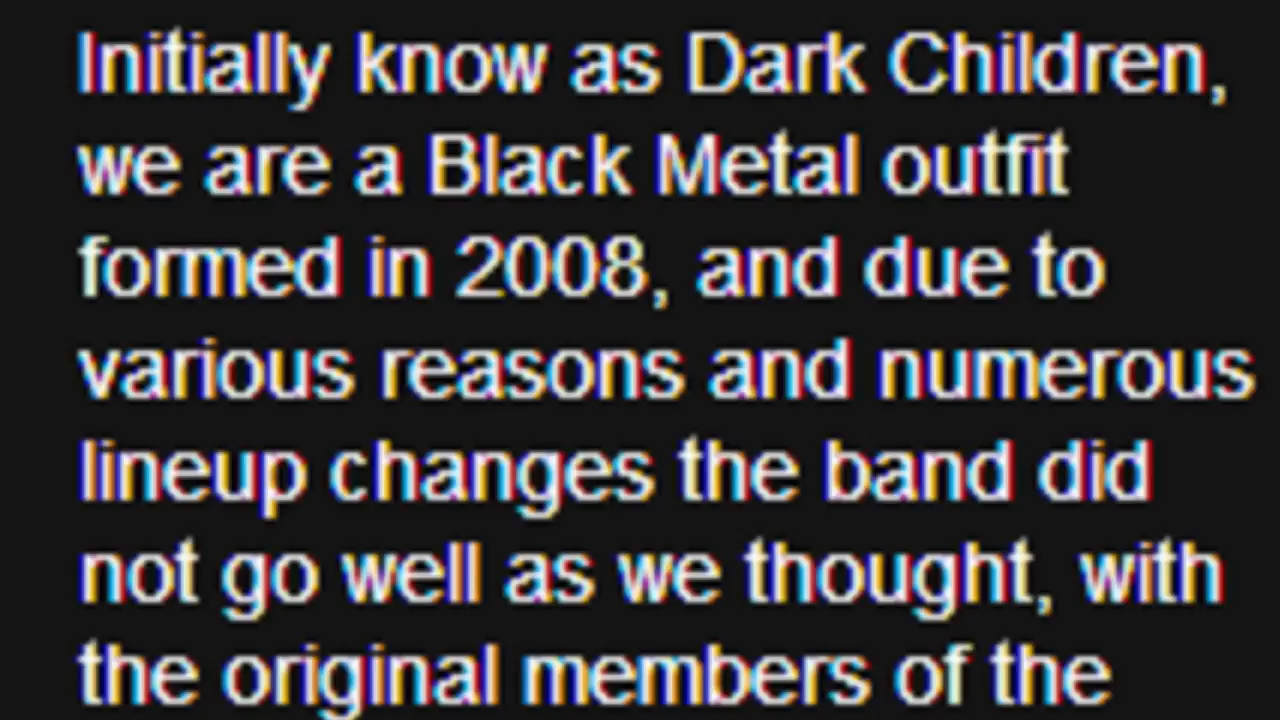 Initially know as Dark Children,
we are a Black Metal outfit
formed in 2008, and due to
various reasons and numerous
lineup changes the band did
not go well as we thought, with
the original members of the